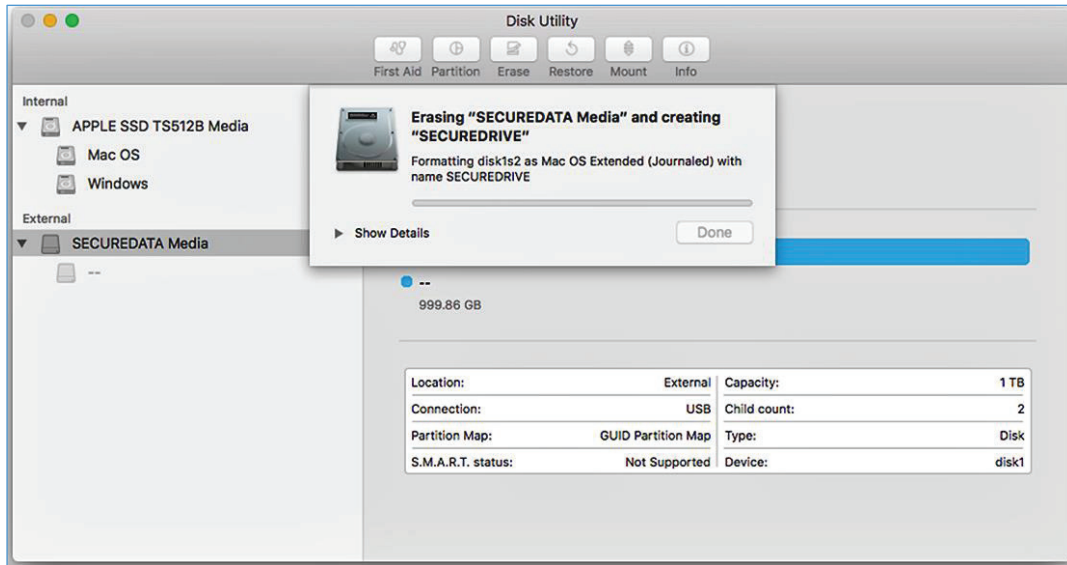 Disk Utility
First Aid Partition Erase Restore Mount Info
Internal
APPLE SSD TS512B Media
Mac OS
Windows
External
SECUREDATA Media
--
Erasing “SECUREDATA Media” and creating
“SECUREDRIVE”
Formatting disk1s2 as Mac OS Extended (Journaled) with
name SECUREDRIVE
Show Details
Done
--
999.86 GB
Location: External Capacity: 1 TB
Connection: USB Child count: 2
Partition Map: GUID Partition Map Type: Disk
S.M.A.R.T. status: Not Supported Device: disk1